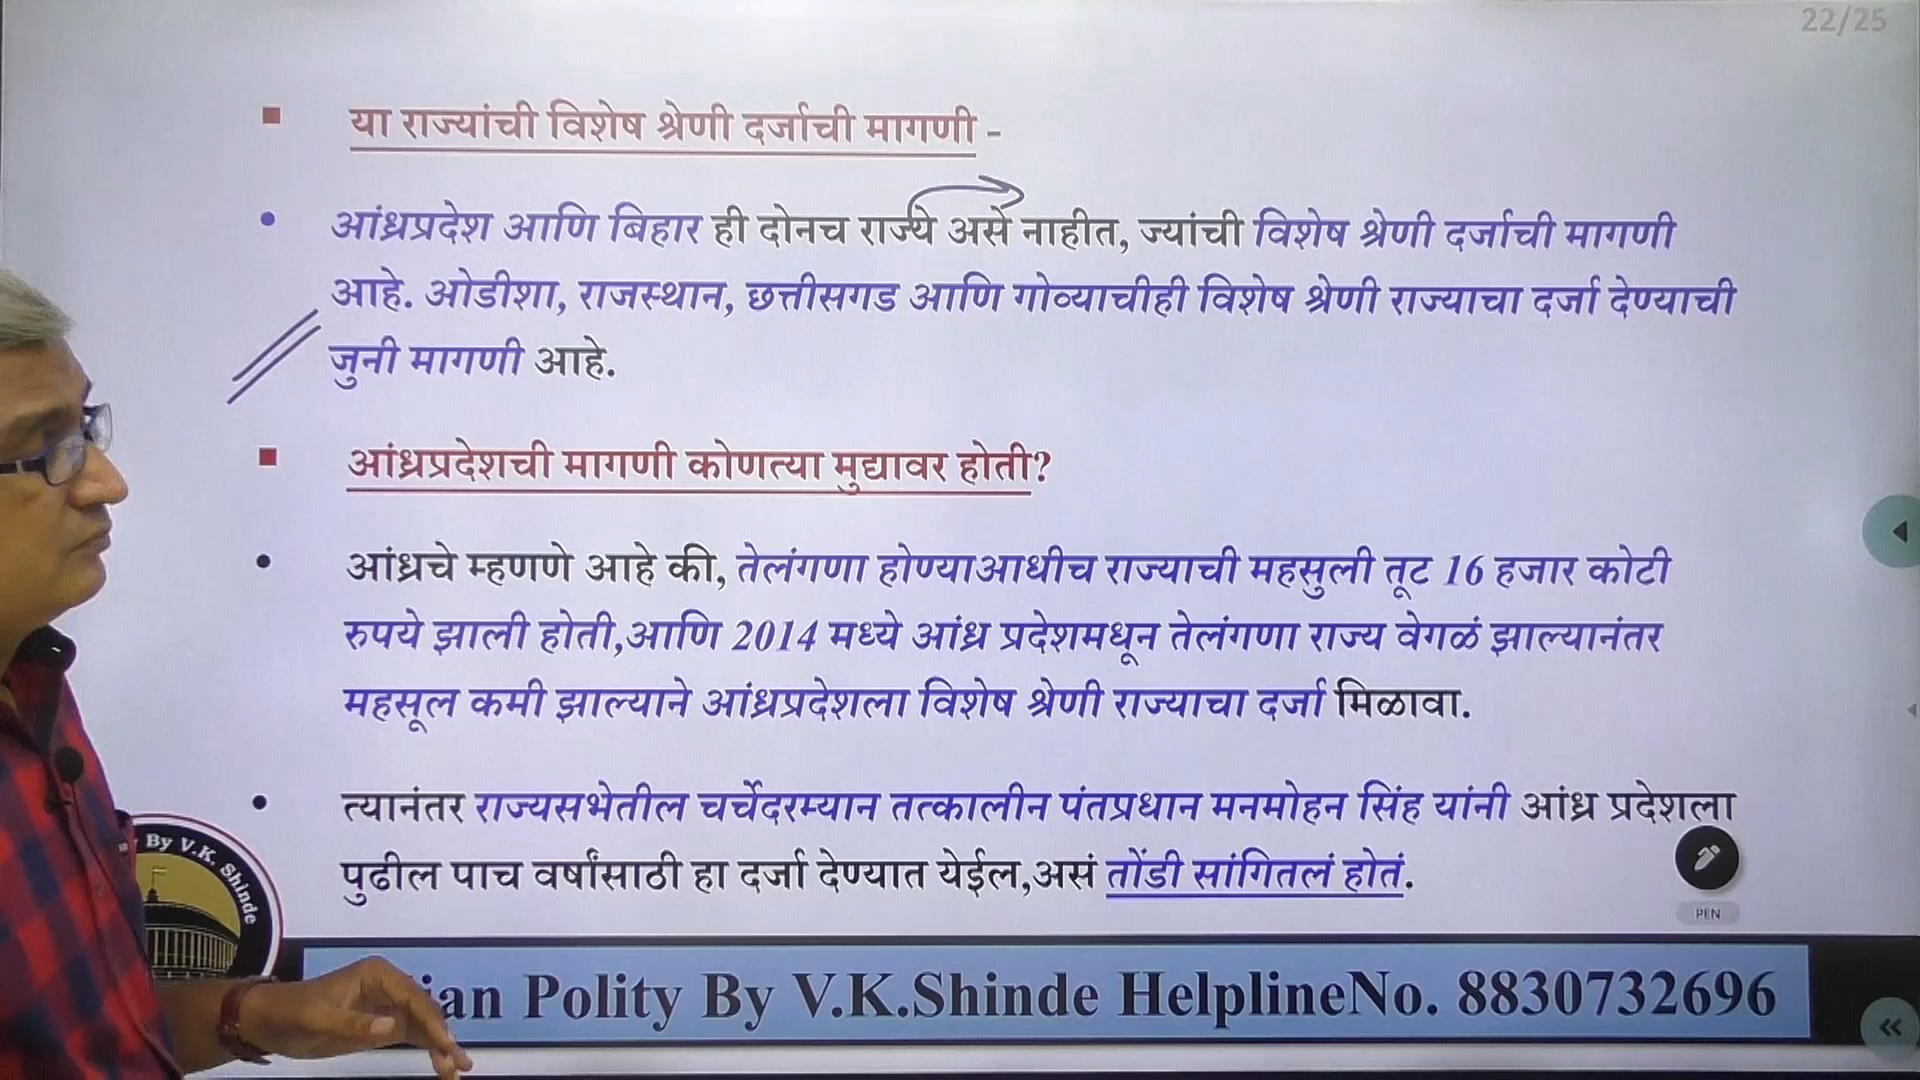 22/25
या राज्यांची विशेष श्रेणी दर्जाची मागणी -
आंध्रप्रदेश आणि बिहार ही दोनच राज्ये असे नाहीत, ज्यांची विशेष श्रेणी दर्जाची मागणी
आहे. ओडीशा, राजस्थान, छत्तीसगड आणि गोव्याचीही विशेष श्रेणी राज्याचा दर्जा देण्याची
जुनी मागणी आहे.
आंध्रप्रदेशची मागणी कोणत्या मुद्यावर होती?
आंध्रचे म्हणणे आहे की, तेलंगणा होण्याआधीच राज्याची महसुली तूट 16 हजार कोटी
रुपये झाली होती,आणि 2014 मध्ये आंध्र प्रदेशमधून तेलंगणा राज्य वेगळं झाल्यानंतर
महसूल कमी झाल्याने आंध्रप्रदेशला विशेष श्रेणी राज्याचा दर्जा मिळावा.
त्यानंतर राज्यसभेतील चर्चेदरम्यान तत्कालीन पंतप्रधान मनमोहन सिंह यांनी आंध्र प्रदेशला
पुढील पाच वर्षांसाठी हा दर्जा देण्यात येईल,असं तोंडी सांगितलं होतं.
PEN
By V.K. Shinde
ian Polity By V.K.Shinde HelplineNo. 8830732696